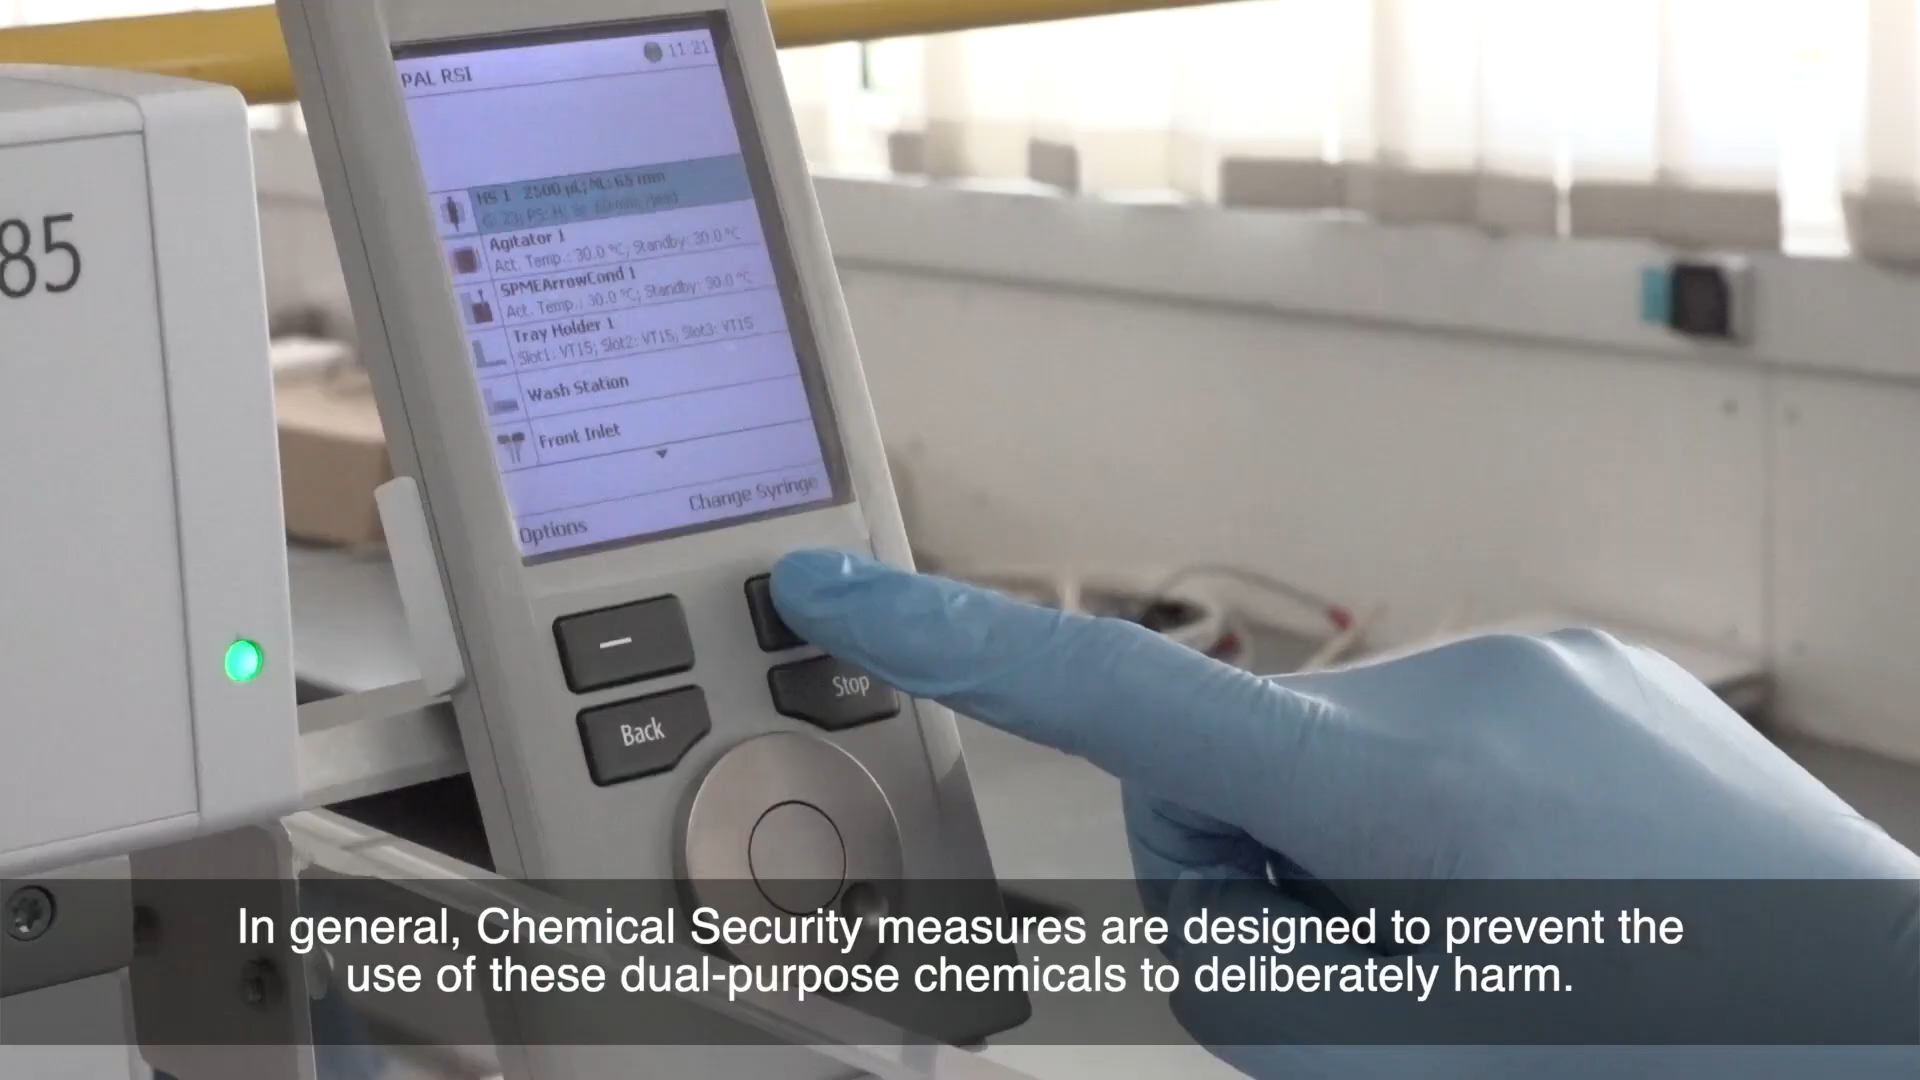 85
PAL RSI
11:21
HS 1 2500 µL; NL: 65 mm
Agitator 1
Act. Temp.: 30.0 °C; Standby: 30.0 °C
SPMEArrowCond 1
Act. Temp.: 30.0 °C; Standby: 30.0 °C
Tray Holder 1
Slot1: VT15; Slot2: VT15; Slot3: VT15
Wash Station
Front Inlet
Change Syringe
Options
Stop
Back
In general, Chemical Security measures are designed to prevent the
use of these dual-purpose chemicals to deliberately harm.